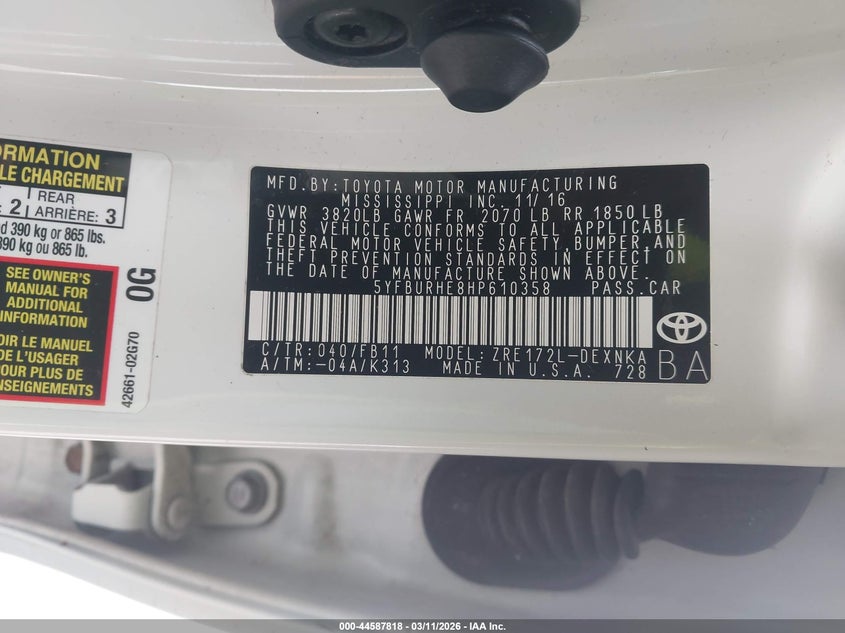 ORMATION
LE CHARGEMENT
2
REAR
ARRIÈRE: 3
d 390 kg or 865 lbs.
390 kg ou 865 lb.
SEE OWNER'S
MANUAL FOR
ADDITIONAL
INFORMATION
OIR LE MANUEL
DE L'USAGER
POUR PLUS DE
ENSEIGNEMENTS
0G
42661-02G70
MFD.BY:TOYOTA MOTOR MANUFACTURING
MISSISSIPPI INC. 11/16
GVWR 3820LB GAWR FR 2070 LB RR 1850 LB
THIS VEHICLE CONFORMS TO ALL APPLICABLE
FEDERAL MOTOR VEHICLE SAFETY, BUMPER, AND
THEFT PREVENTION STANDARDS IN EFFECT ON
THE DATE OF MANUFACTURE SHOWN ABOVE.
5YFBURHE8HP610358 PASS.CAR
C/TR:040/FB11 MODEL:ZRE172L-DEXNKA
A/TM:-04A/K313 MADE IN U.S.A. 728
BA
000-44587818 - 03/11/2026 - IAA Inc.